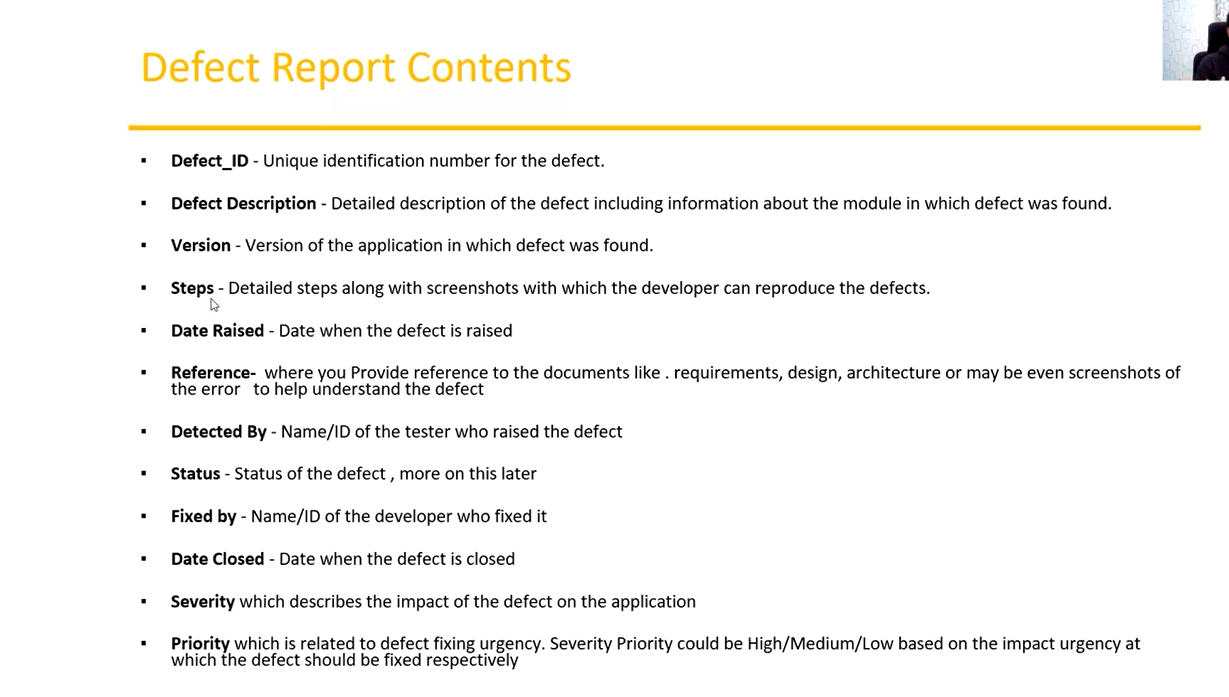 Defect Report Contents
▪ Defect_ID - Unique identification number for the defect.
▪ Defect Description - Detailed description of the defect including information about the module in which defect was found.
▪ Version - Version of the application in which defect was found.
▪ Steps - Detailed steps along with screenshots with which the developer can reproduce the defects.
▪ Date Raised - Date when the defect is raised
▪ Reference- where you Provide reference to the documents like . requirements, design, architecture or may be even screenshots of
the error to help understand the defect
▪ Detected By - Name/ID of the tester who raised the defect
▪ Status - Status of the defect , more on this later
▪ Fixed by - Name/ID of the developer who fixed it
▪ Date Closed - Date when the defect is closed
▪ Severity which describes the impact of the defect on the application
▪ Priority which is related to defect fixing urgency. Severity Priority could be High/Medium/Low based on the impact urgency at
which the defect should be fixed respectively